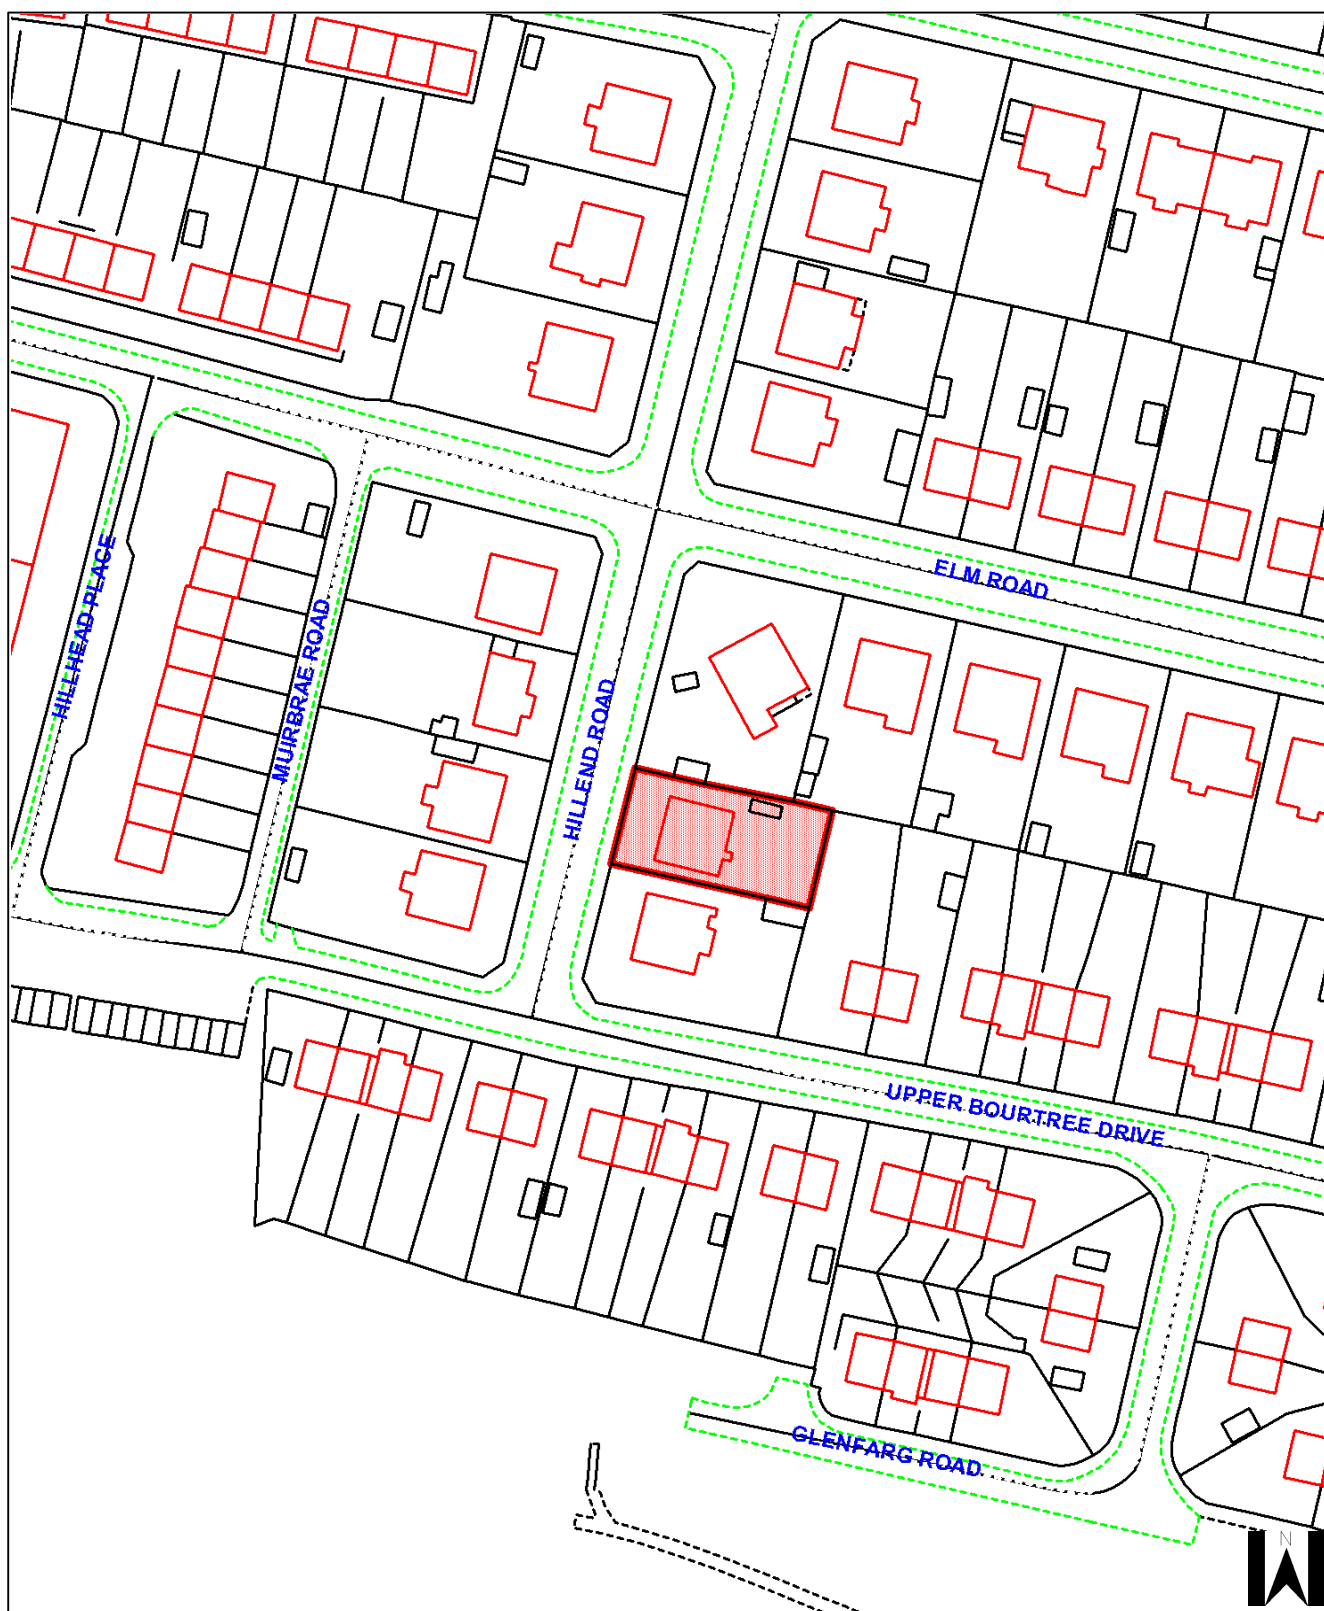 ELM ROAD
HILLHEAD PLACE
MUIRBRAE ROAD
HILLEND ROAD
UPPER BOURTREE DRIVE
GLENFARG ROAD
N